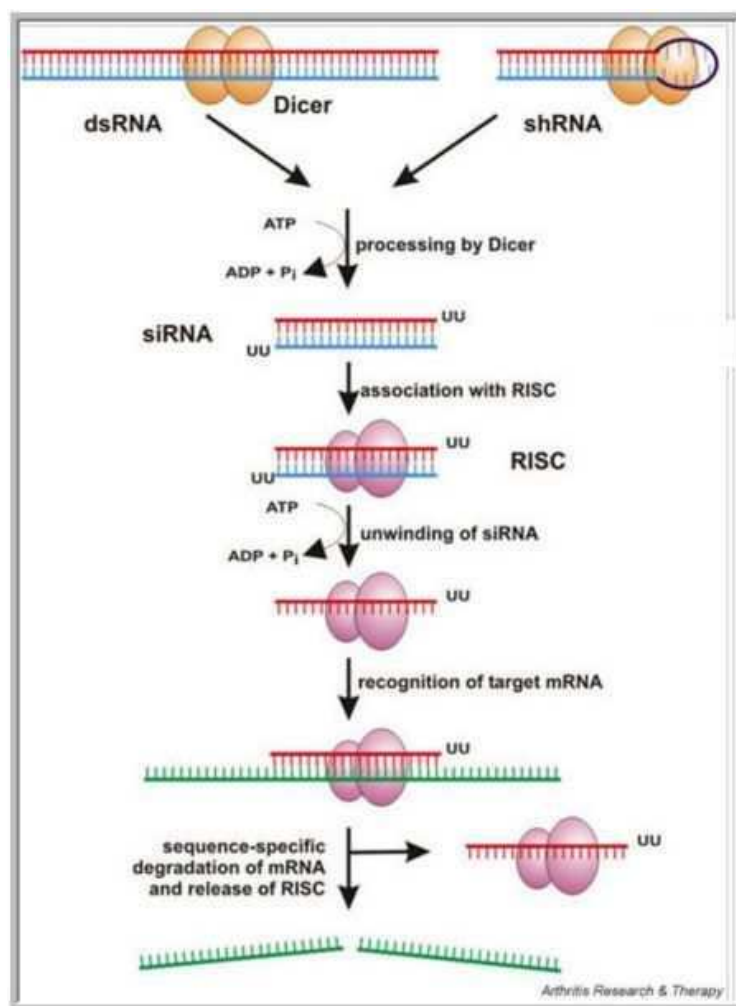 Dicer
dsRNA
shRNA
ATP
processing by Dicer
ADP + Pi
UU
siRNA
UU
association with RISC
UU
RISC
UU
ATP
unwinding of siRNA
ADP + Pi
UU
recognition of target mRNA
UU
sequence-specific
degradation of mRNA
and release of RISC
UU
Arthritis Research & Therapy